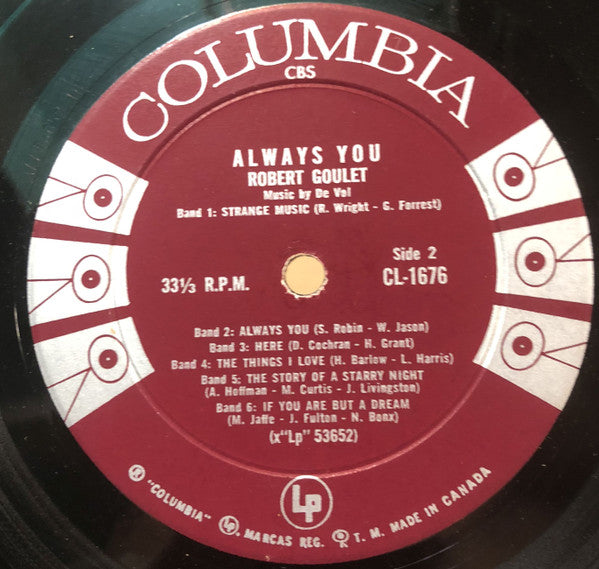 COLUMBIA
CBS
ALWAYS YOU
ROBERT GOULET
Music by De Vol
Band 1: STRANGE MUSIC (R. Wright - G. Forrest)
Side 2
33⅓ R.P.M.
CL-1676
Band 2: ALWAYS YOU (S. Robin - W. Jason)
Band 3: HERE (D. Cochran - H. Grant)
Band 4: THE THINGS I LOVE (H. Barlow - L. Harris)
Band 5: THE STORY OF A STARRY NIGHT
(A. Hoffman - M. Curtis - J. Livingston)
Band 6: IF YOU ARE BUT A DREAM
(M. Jaffe - J. Fulton - N. Bonx)
(x"Lp" 53652)
Lp
"COLUMBIA" Lp. MARCAS REG. T. M. MADE IN CANADA